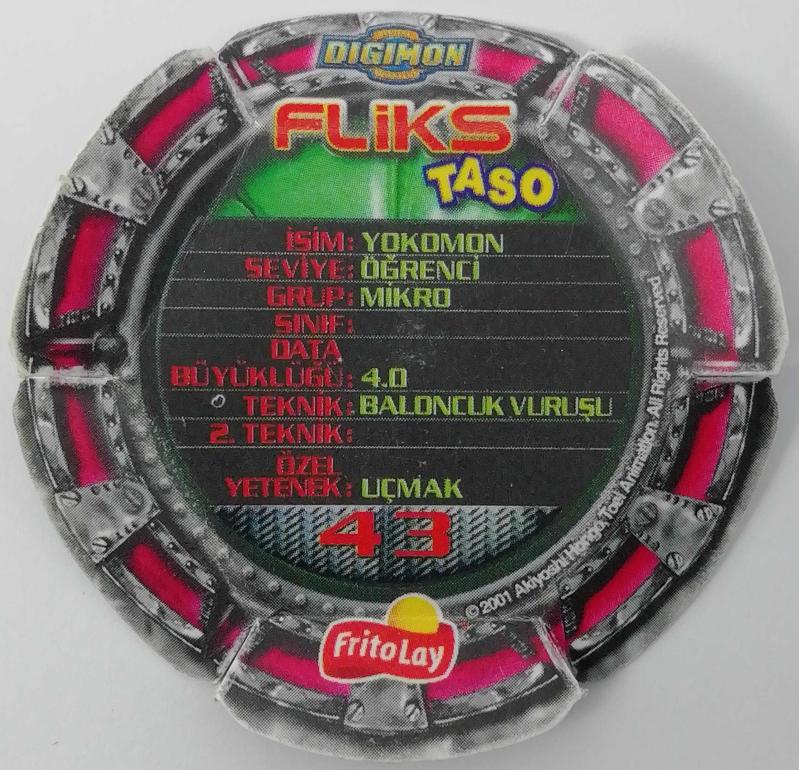 DIGIMON
FLiKS
TASO
İSİM: YOKOMON
SEVİYE: ÖĞRENCİ
GRUP: MİKRO
SINIF:
DATA
BÜYÜKLÜĞÜ: 4.0
TEKNİK: BALONCUK VURUŞU
2. TEKNİK:
ÖZEL
YETENEK: UÇMAK
43
© 2001 Akiyoshi Hongo, Toei Animation. All Rights Reserved
FritoLay